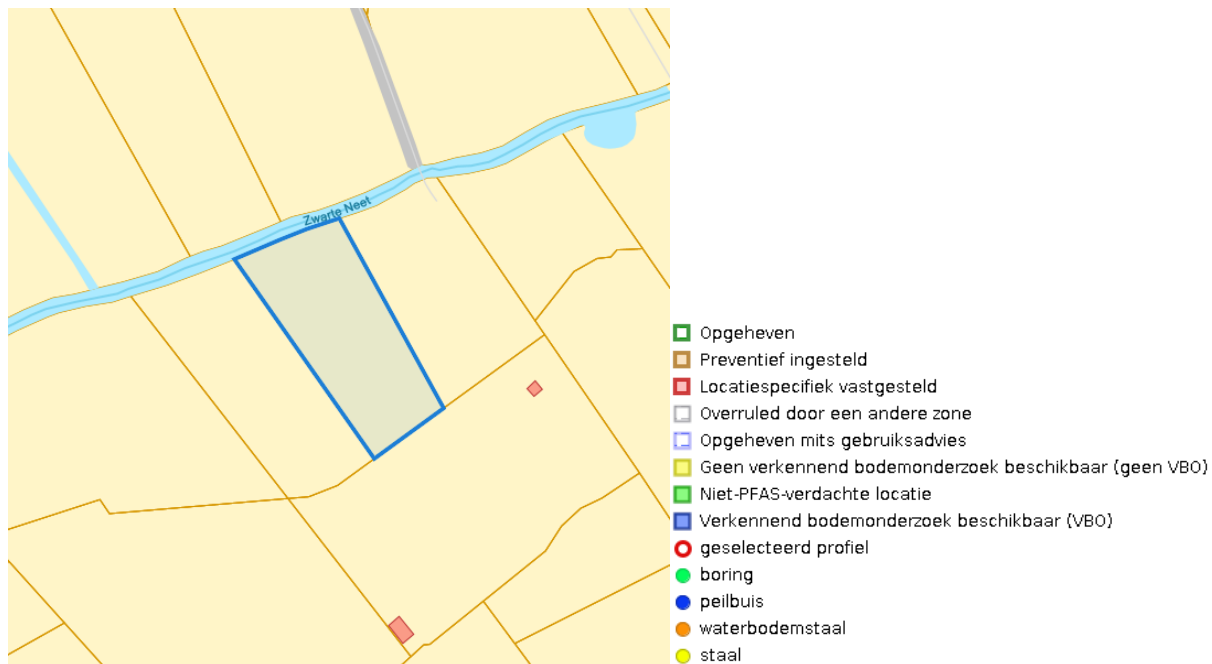 Zwarte Neet
Opgeheven
Preventief ingesteld
Locatiespecifiek vastgesteld
Overruled door een andere zone
Opgeheven mits gebruiksadvies
Geen verkennend bodemonderzoek beschikbaar (geen VBO)
Niet-PFAS-verdachte locatie
Verkennend bodemonderzoek beschikbaar (VBO)
geselecteerd profiel
boring
peilbuis
waterbodemstaal
staal